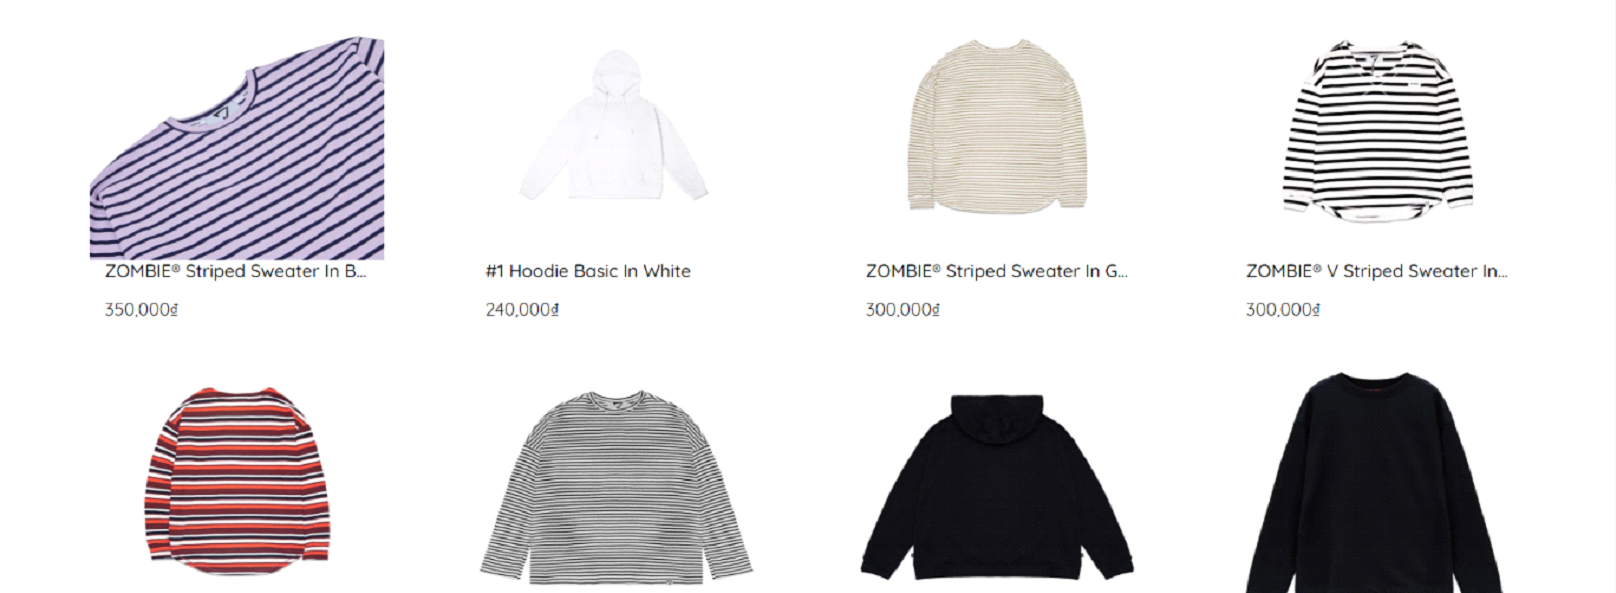 ZOMBIE® Striped Sweater In B...
#1 Hoodie Basic In White
ZOMBIE® Striped Sweater In G...
ZOMBIE® V Striped Sweater In...
350,000₫
240,000₫
300,000₫
300,000₫